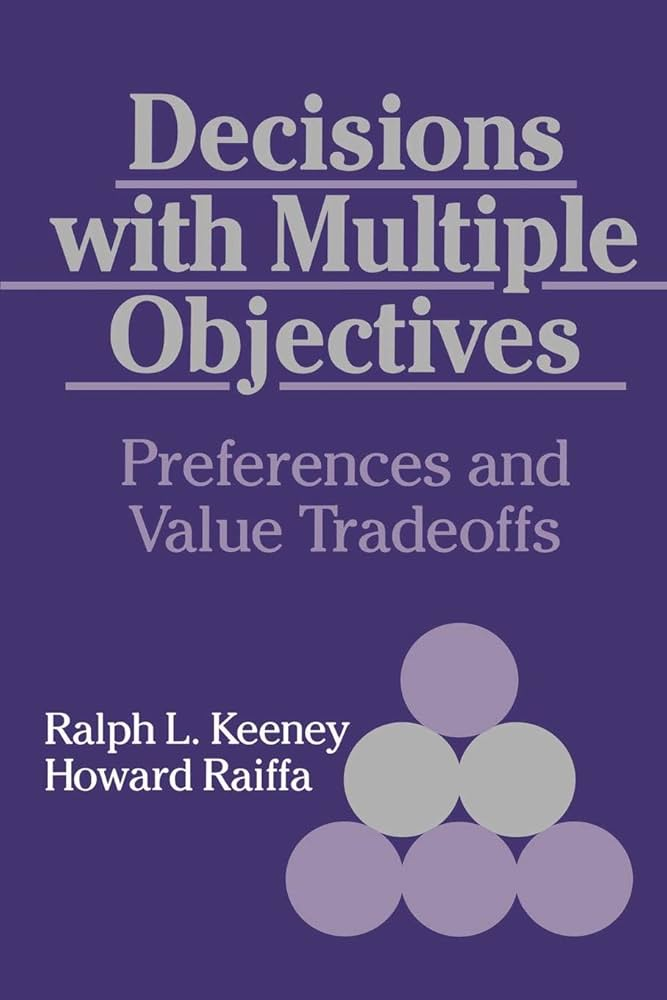 Decisions
with Multiple
Objectives
Preferences and
Value Tradeoffs
Ralph L. Keeney
Howard Raiffa